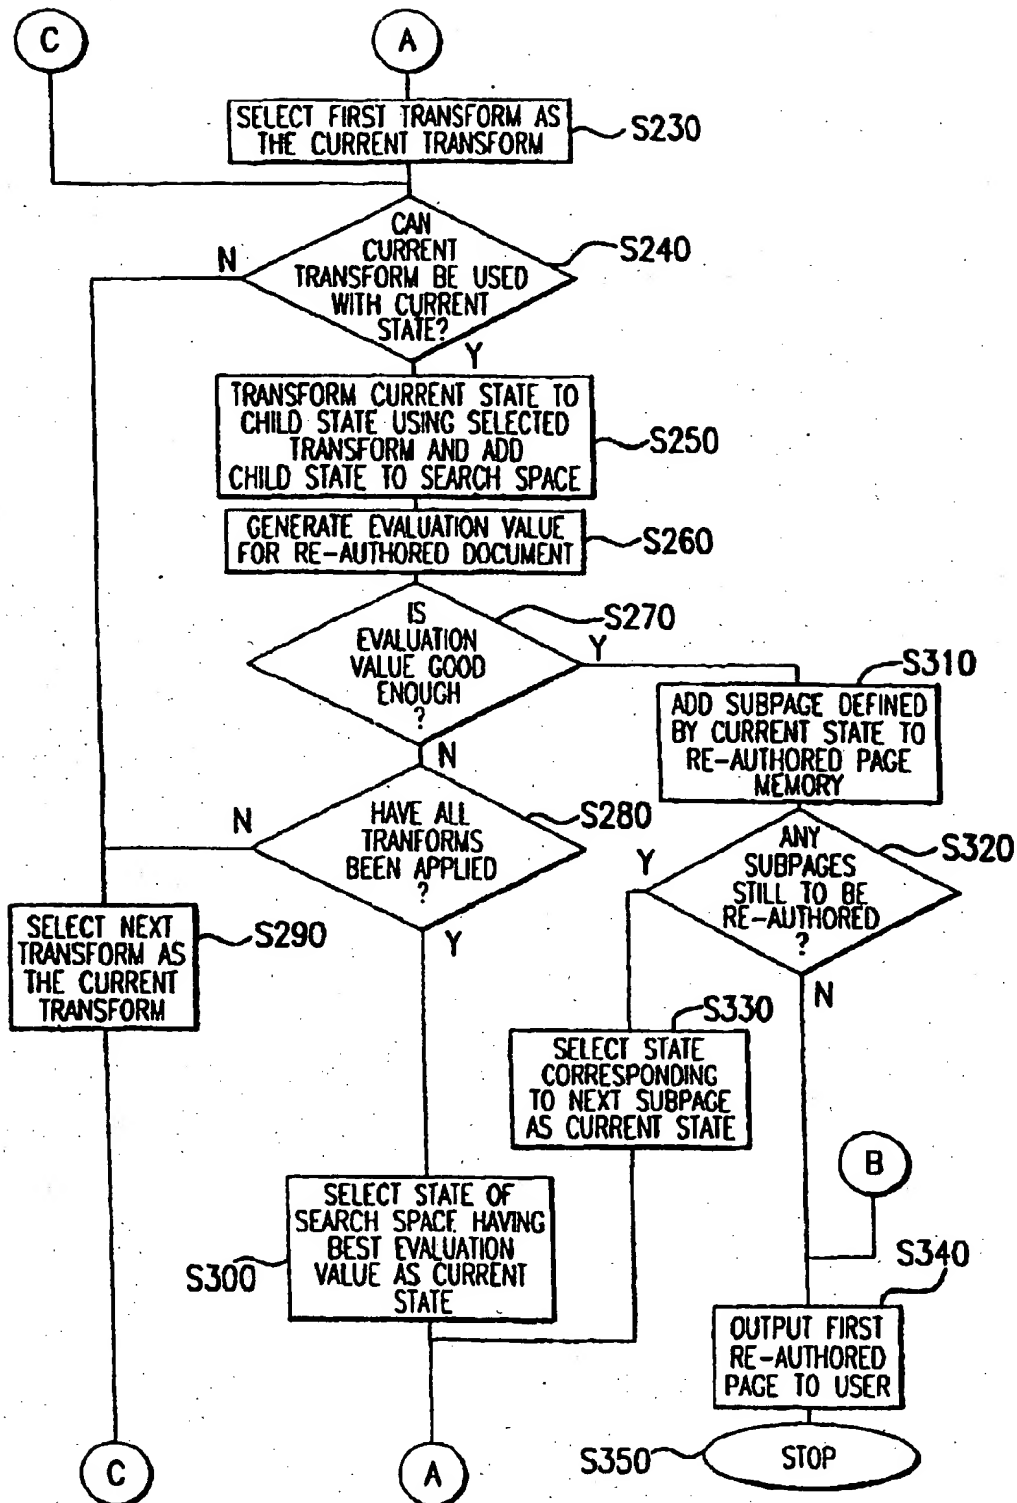 C
A
SELECT FIRST TRANSFORM AS
THE CURRENT TRANSFORM
S230
CAN
CURRENT
TRANSFORM BE USED
WITH CURRENT
STATE?
S240
N
Y
TRANSFORM CURRENT STATE TO
CHILD STATE USING SELECTED
TRANSFORM AND ADD
CHILD STATE TO SEARCH SPACE
S250
GENERATE EVALUATION VALUE
FOR RE-AUTHORED DOCUMENT
S260
IS
EVALUATION
VALUE GOOD
ENOUGH
?
S270
Y
N
ADD SUBPAGE DEFINED
BY CURRENT STATE TO
RE-AUTHORED PAGE
MEMORY
S310
HAVE ALL
TRANFORMS
BEEN APPLIED
?
S280
N
Y
ANY
SUBPAGES
STILL TO BE
RE-AUTHORED
?
S320
Y
N
SELECT NEXT
TRANSFORM AS
THE CURRENT
TRANSFORM
S290
SELECT STATE
CORRESPONDING
TO NEXT SUBPAGE
AS CURRENT STATE
S330
B
SELECT STATE OF
SEARCH SPACE HAVING
BEST EVALUATION
VALUE AS CURRENT
STATE
S300
OUTPUT FIRST
RE-AUTHORED
PAGE TO USER
S340
C
A
S350
STOP